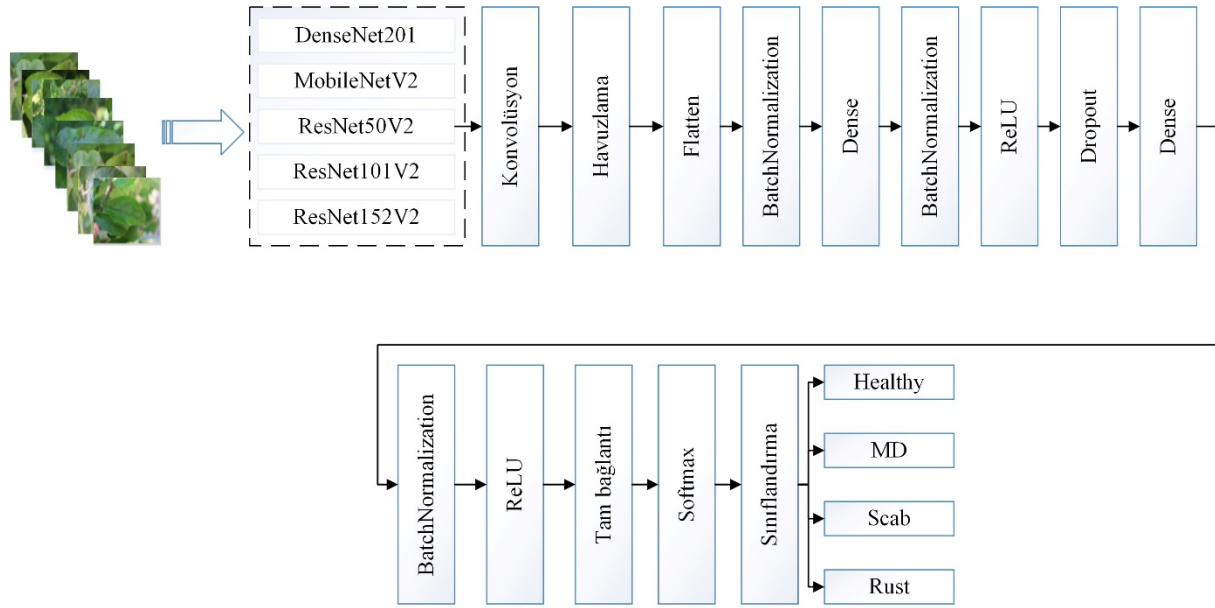 DenseNet201
MobileNetV2
ResNet50V2
ResNet101V2
ResNet152V2
Konvolüsyon
Havuzlama
Flatten
BatchNormalization
Dense
BatchNormalization
ReLU
Dropout
Dense
BatchNormalization
ReLU
Tam bağlantı
Softmax
Sınıflandırma
Healthy
MD
Scab
Rust